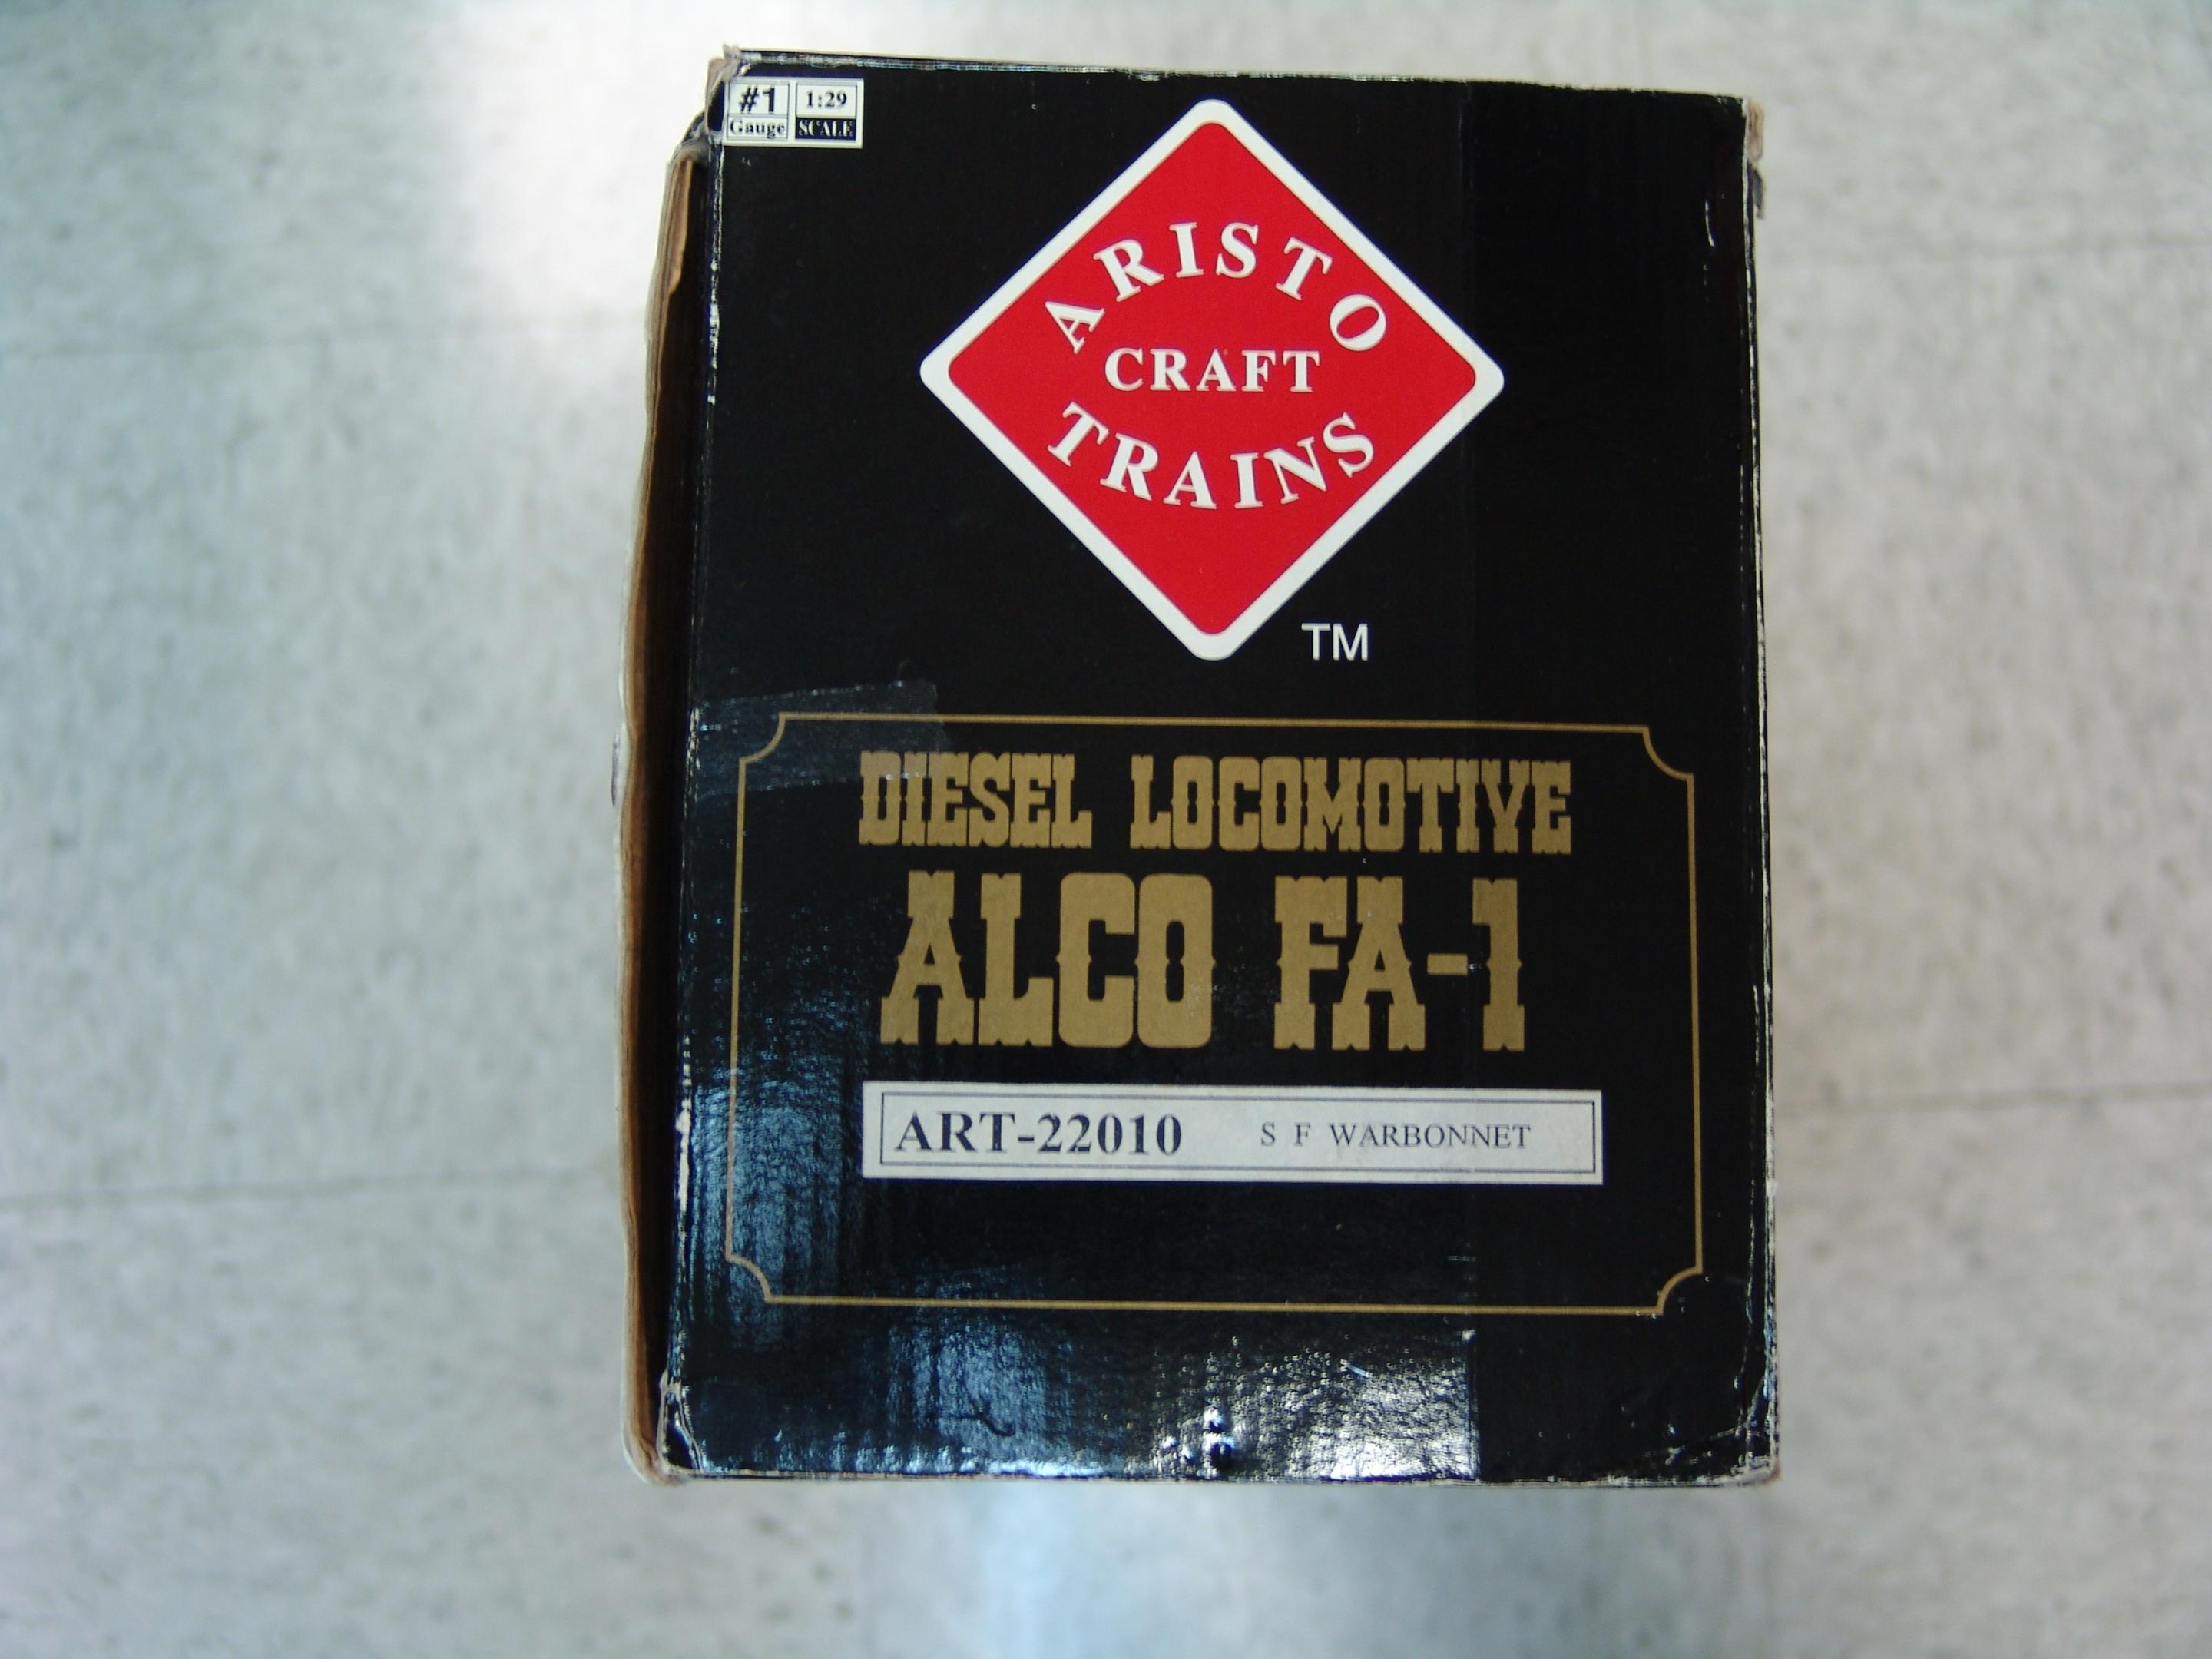 #1 1:29
Gauge SCALE
ARISTO
CRAFT
TRAINS
TM
DIESEL LOCOMOTIVE
ALCO FA-1
ART-22010 S F WARBONNET